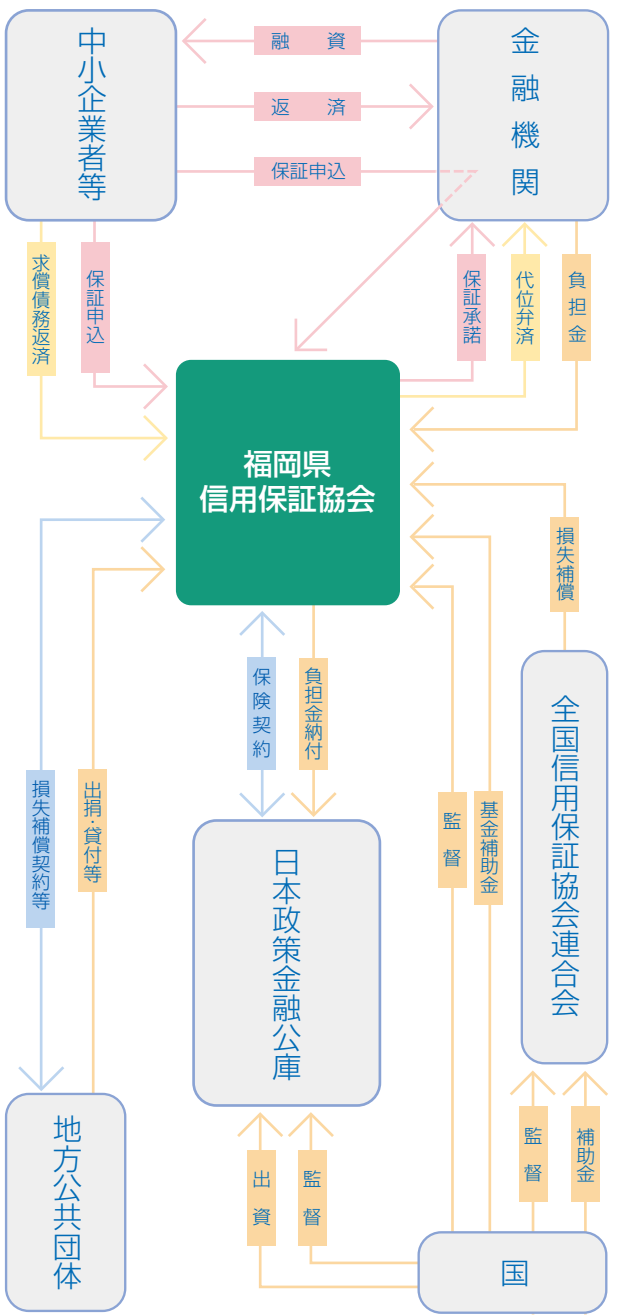 中小企業者等
融資
金融機関
返済
保証申込
求償債務返済
保証申込
保証承諾
代位弁済
負担金
福岡県
信用保証協会
損失補償
保険契約
負担金納付
全国信用保証協会連合会
損失補償契約等
出捐・貸付等
監督
基金補助金
日本政策金融公庫
地方公共団体
出資
監督
監督
補助金
国